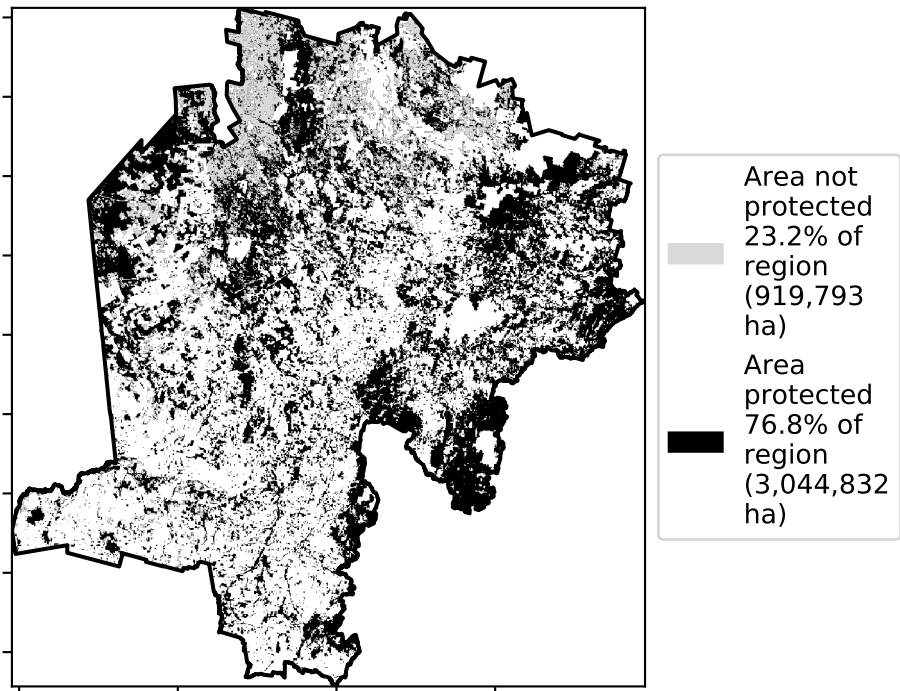 Area not
protected
23.2% of
region
(919,793
ha)
Area
protected
76.8% of
region
(3,044,832
ha)